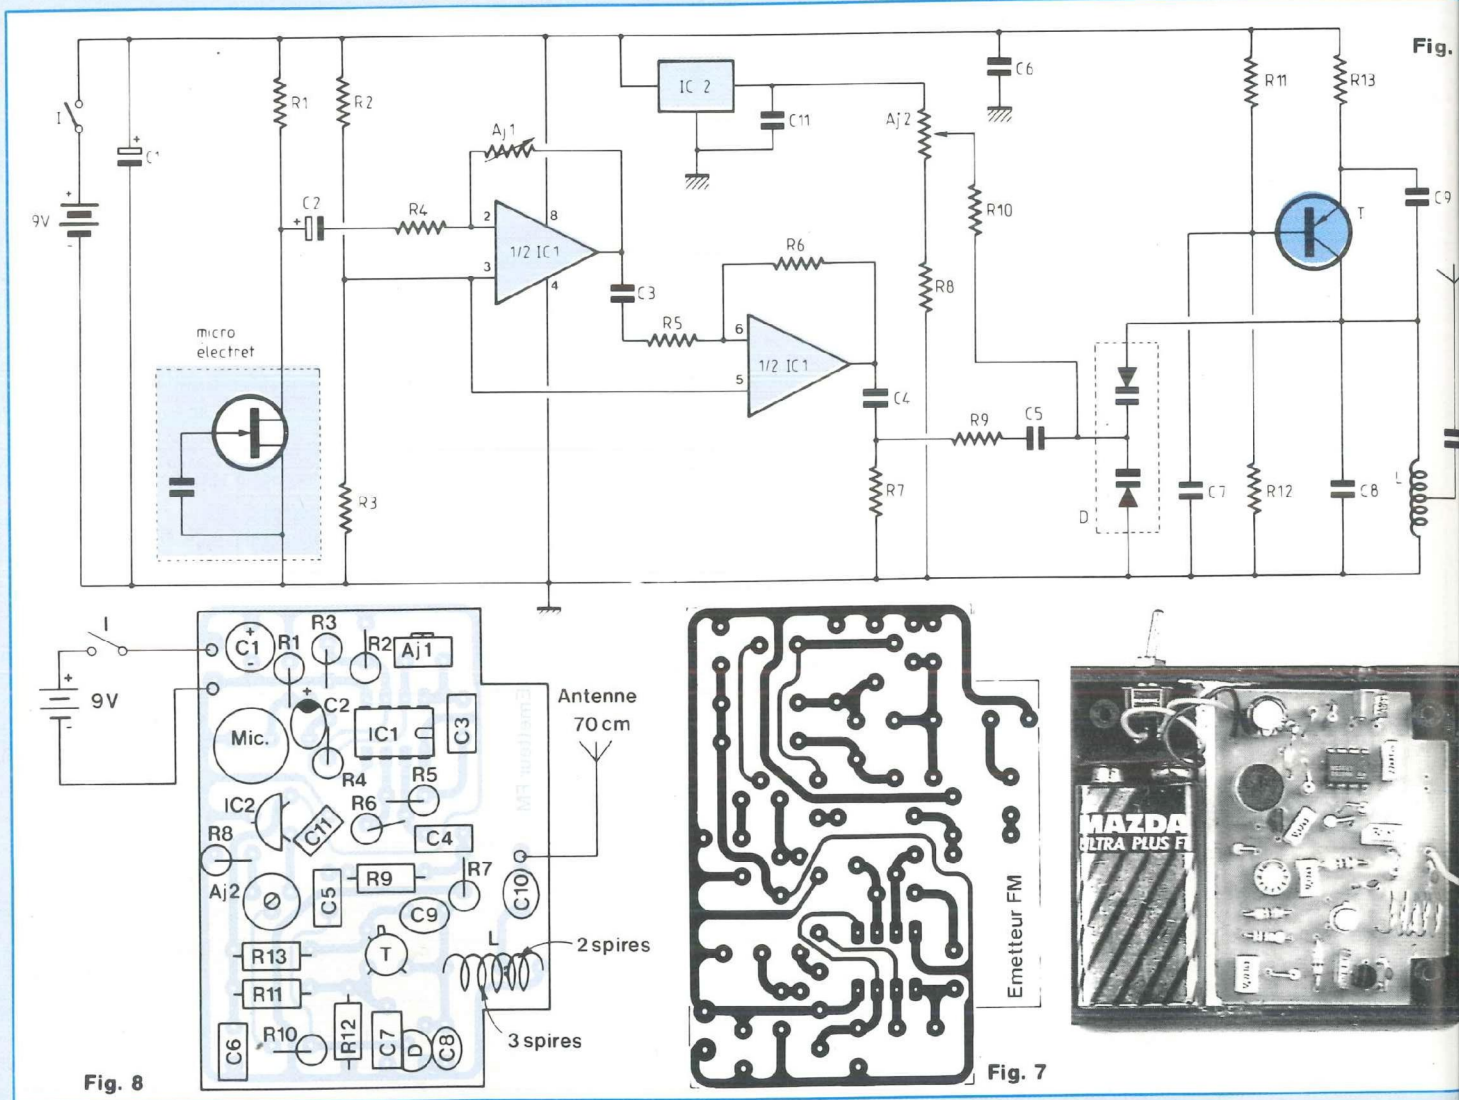 Fig.
I
9V
+
-
+
C1
R1
R2
C2
+
R4
Aj1
2
3
8
4
1/2 IC1
C3
R5
R6
6
5
1/2 IC1
C4
R7
R3
micro
électret
IC 2
C11
Aj2
R10
R8
R9
C5
D
C6
R11
R13
T
C9
C7
R12
C8
L
I
+
9V
-
C1
+
-
R1
R3
R2
Aj1
+
C2
Mic.
IC1
C3
R4
R5
R6
IC2
C11
C4
R8
Aj2
C5
R9
R7
C9
C10
Antenne
70 cm
T
L
2 spires
3 spires
R13
R11
R10
R12
C6
C7
D
C8
Emetteur FM
Fig. 8
Emetteur FM
Fig. 7
MAZDA
ULTRA PLUS